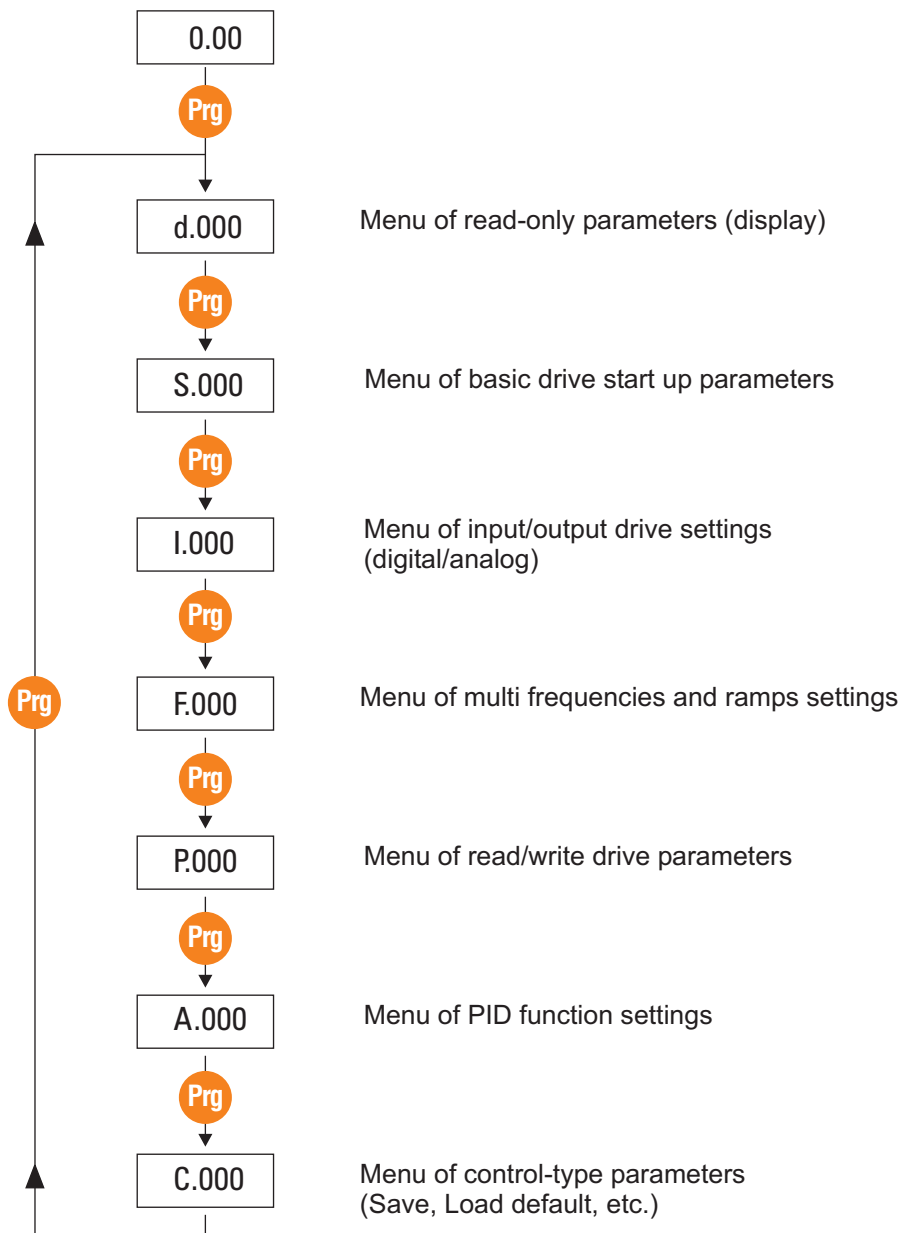 0.00
Prg
d.000 Menu of read-only parameters (display)
Prg
S.000 Menu of basic drive start up parameters
Prg
I.000 Menu of input/output drive settings
(digital/analog)
Prg
Prg F.000 Menu of multi frequencies and ramps settings
Prg
P.000 Menu of read/write drive parameters
Prg
A.000 Menu of PID function settings
Prg
C.000 Menu of control-type parameters
(Save, Load default, etc.)